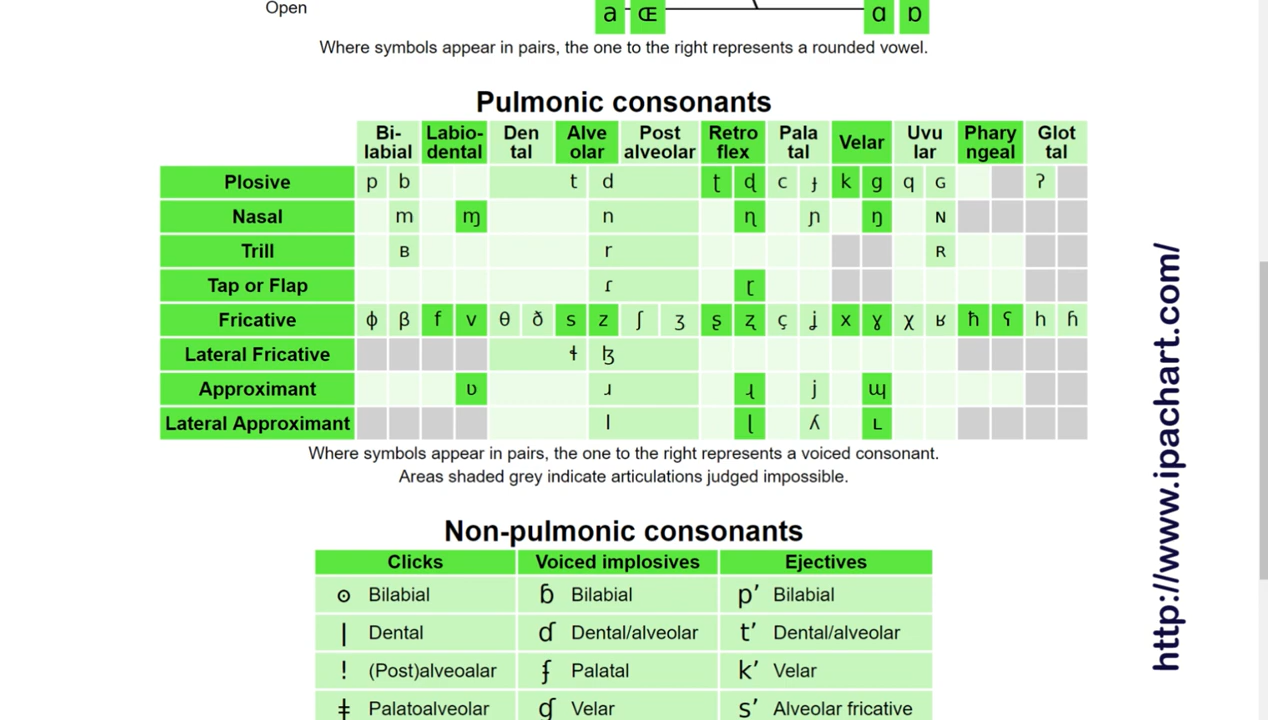 Open
a Œ ɑ ɒ
Where symbols appear in pairs, the one to the right represents a rounded vowel.
Pulmonic consonants
Bi-labial Labio-dental Den tal Alve olar Post alveolar Retro flex Pala tal Velar Uvu lar Phary ngeal Glot tal
Plosive p b t d ʈ ɖ c ɟ k g q ɢ ʔ
Nasal m ɱ n ɳ ɲ ŋ ɴ
Trill ʙ r ʀ
Tap or Flap ɾ ɽ
Fricative ɸ β f v θ ð s z ʃ ʒ ʂ ʐ ç ʝ x ɣ χ ʁ ħ ʕ h ɦ
Lateral Fricative ɬ ɮ
Approximant ʋ ɹ ɻ j ɰ
Lateral Approximant l ɭ ʎ ʟ
Where symbols appear in pairs, the one to the right represents a voiced consonant.
Areas shaded grey indicate articulations judged impossible.
Non-pulmonic consonants
Clicks Voiced implosives Ejectives
ʘ Bilabial ɓ Bilabial pʼ Bilabial
ǀ Dental ɗ Dental/alveolar tʼ Dental/alveolar
! (Post)alveoalar ʄ Palatal kʼ Velar
ǂ Palatoalveolar ɠ Velar sʼ Alveolar fricative
http://www.ipachart.com/